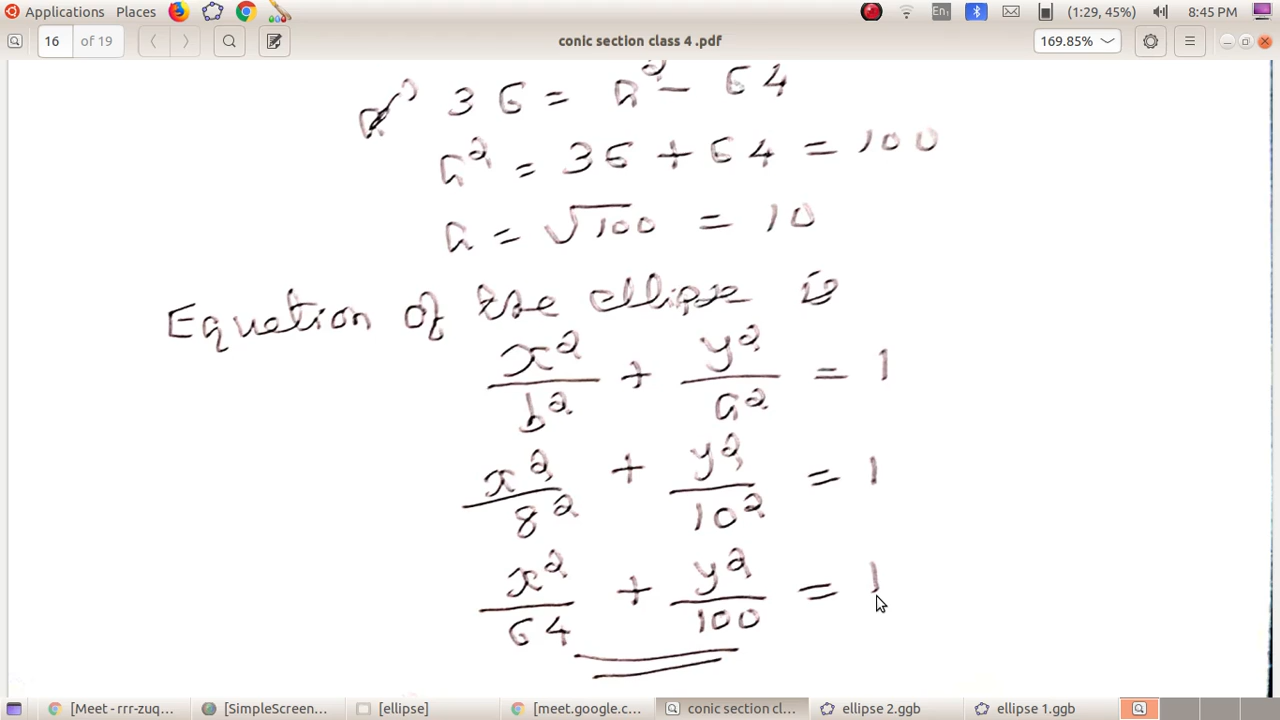 Applications Places En₁ (1:29, 45%) 8:45 PM
16 of 19 conic section class 4 .pdf 169.85%
36 = a² - 64
a² = 36 + 64 = 100
a = √100 = 10
Equation of the ellipse is
x²/b² + y²/a² = 1
x²/8² + y²/10² = 1
x²/64 + y²/100 = 1
[Meet - rrr-zuq... [SimpleScreen... [ellipse] [meet.google.c... conic section cl... ellipse 2.ggb ellipse 1.ggb